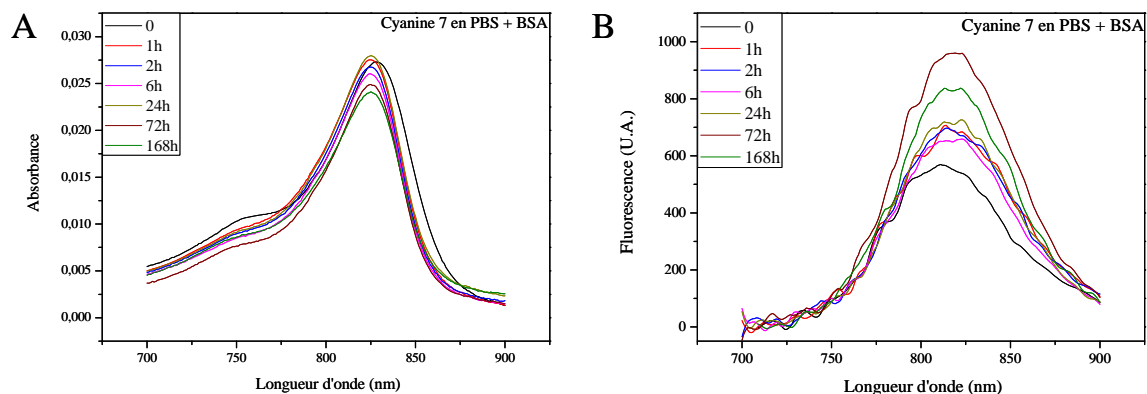 A
Cyanine 7 en PBS + BSA
0
1h
2h
6h
24h
72h
168h
0,035
0,030
0,025
0,020
0,015
0,010
0,005
0,000
Absorbance
700
750
800
850
900
Longueur d'onde (nm)
B
Cyanine 7 en PBS + BSA
0
1h
2h
6h
24h
72h
168h
1000
800
600
400
200
0
Fluorescence (U.A.)
700
750
800
850
900
Longueur d'onde (nm)